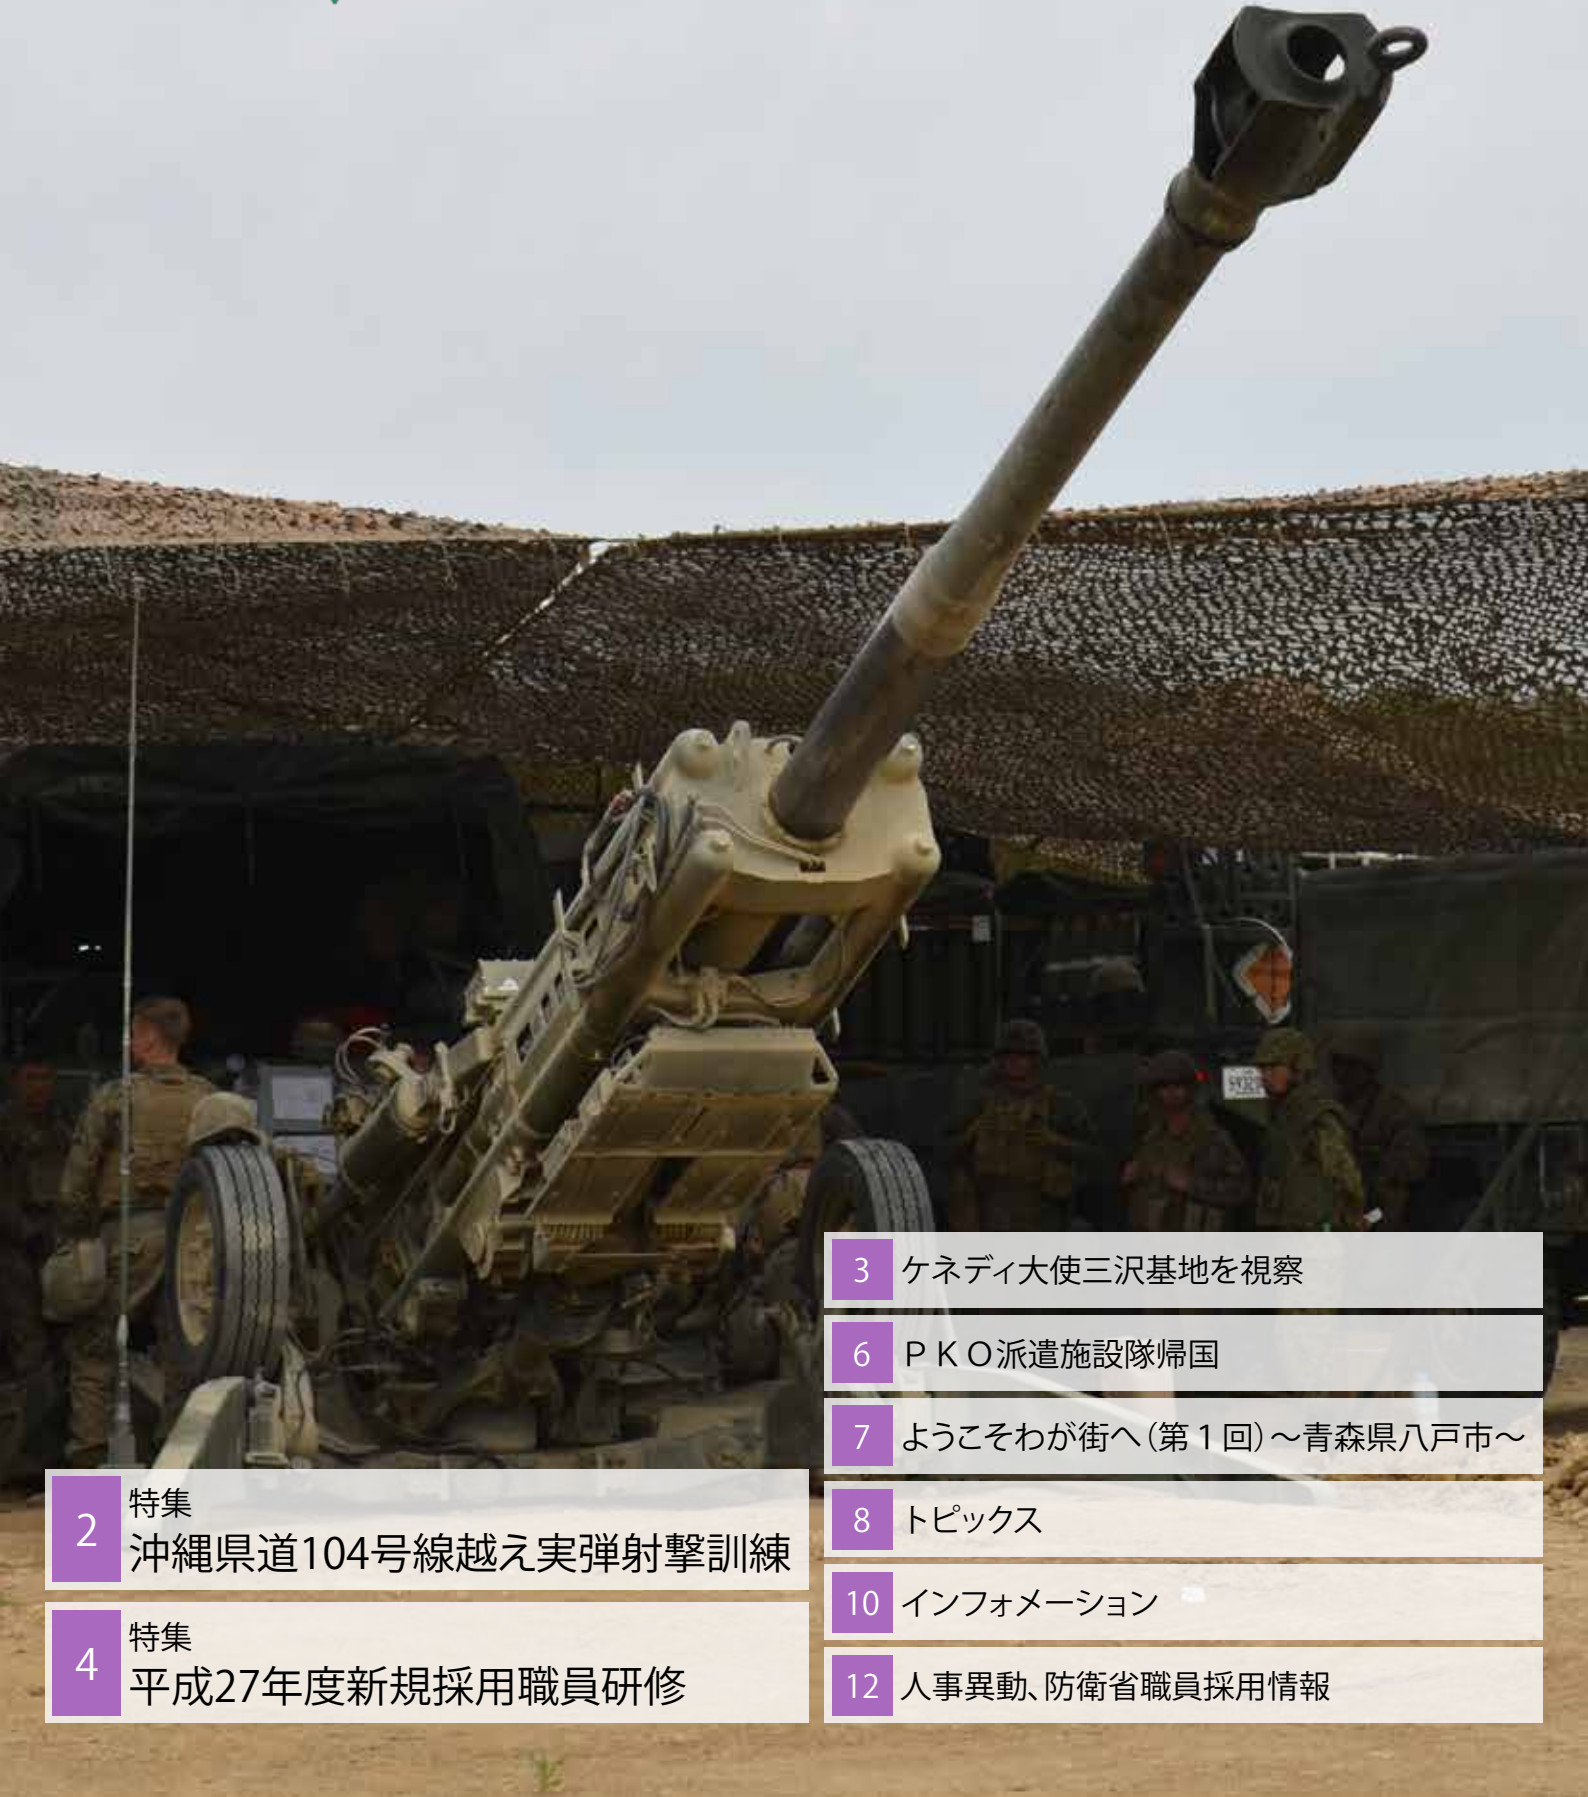 2
特集
沖縄県道104号線越え実弾射撃訓練
4
特集
平成27年度新規採用職員研修
3 ケネディ大使三沢基地を視察
6 ＰＫＯ派遣施設隊帰国
7 ようこそわが街へ（第１回）～青森県八戸市～
8 トピックス
10 インフォメーション
12 人事異動、防衛省職員採用情報